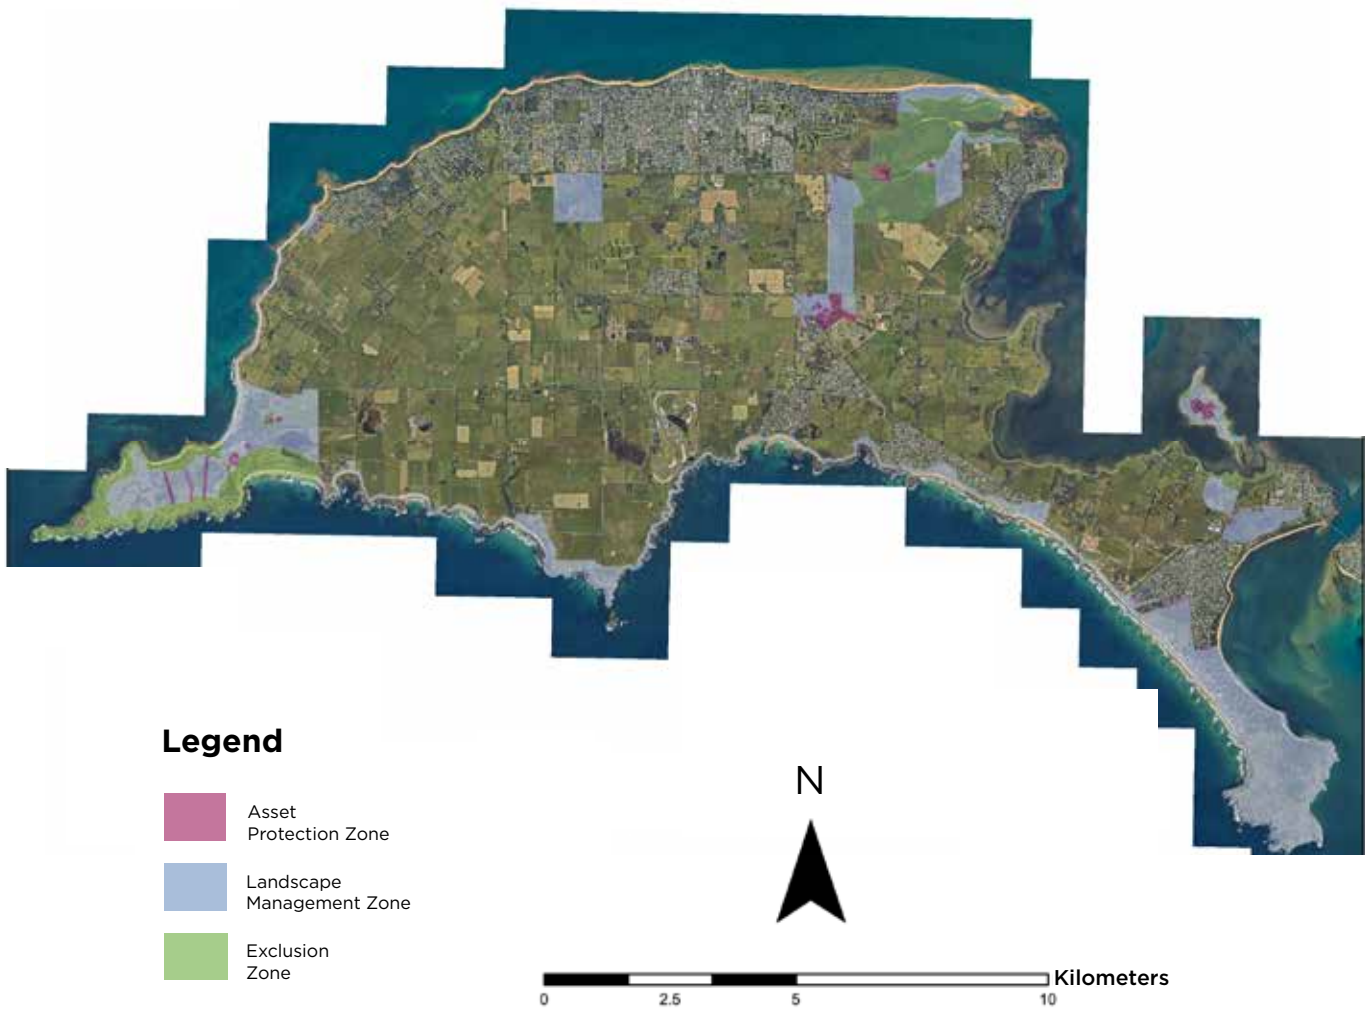 Legend
Asset
Protection Zone
Landscape
Management Zone
Exclusion
Zone
N
Kilometers
0 2.5 5 10